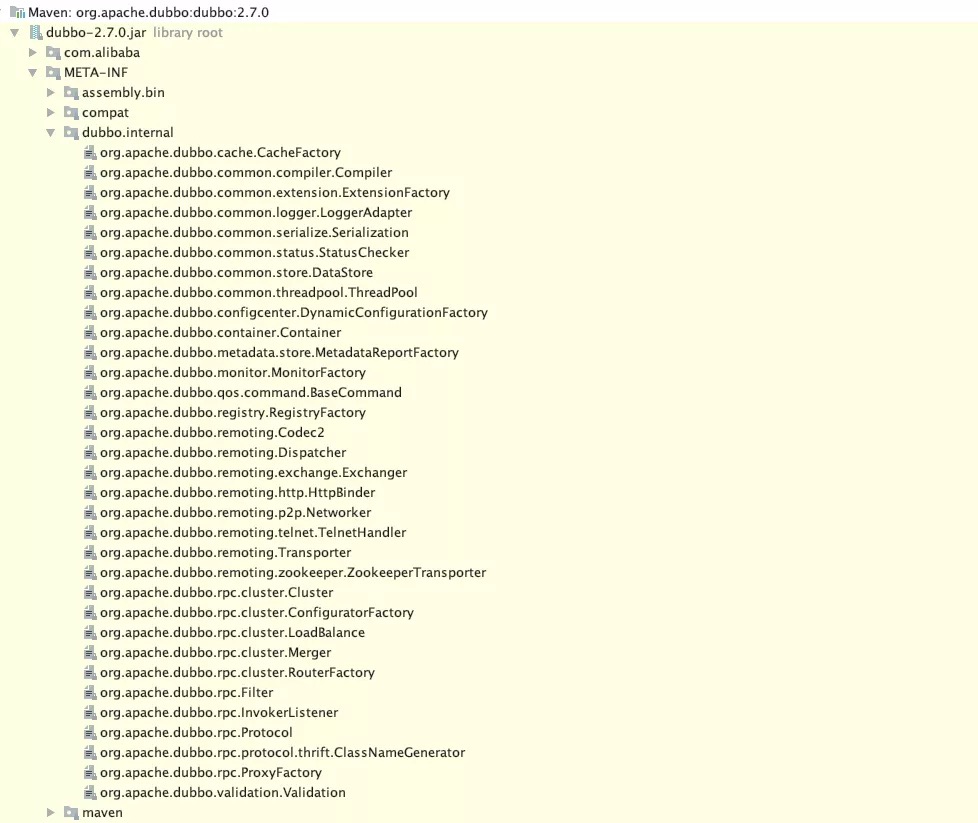 Maven: org.apache.dubbo:dubbo:2.7.0
dubbo-2.7.0.jar library root
com.alibaba
META-INF
assembly.bin
compat
dubbo.internal
org.apache.dubbo.cache.CacheFactory
org.apache.dubbo.common.compiler.Compiler
org.apache.dubbo.common.extension.ExtensionFactory
org.apache.dubbo.common.logger.LoggerAdapter
org.apache.dubbo.common.serialize.Serialization
org.apache.dubbo.common.status.StatusChecker
org.apache.dubbo.common.store.DataStore
org.apache.dubbo.common.threadpool.ThreadPool
org.apache.dubbo.configcenter.DynamicConfigurationFactory
org.apache.dubbo.container.Container
org.apache.dubbo.metadata.store.MetadataReportFactory
org.apache.dubbo.monitor.MonitorFactory
org.apache.dubbo.qos.command.BaseCommand
org.apache.dubbo.registry.RegistryFactory
org.apache.dubbo.remoting.Codec2
org.apache.dubbo.remoting.Dispatcher
org.apache.dubbo.remoting.exchange.Exchanger
org.apache.dubbo.remoting.http.HttpBinder
org.apache.dubbo.remoting.p2p.Networker
org.apache.dubbo.remoting.telnet.TelnetHandler
org.apache.dubbo.remoting.Transporter
org.apache.dubbo.remoting.zookeeper.ZookeeperTransporter
org.apache.dubbo.rpc.cluster.Cluster
org.apache.dubbo.rpc.cluster.ConfiguratorFactory
org.apache.dubbo.rpc.cluster.LoadBalance
org.apache.dubbo.rpc.cluster.Merger
org.apache.dubbo.rpc.cluster.RouterFactory
org.apache.dubbo.rpc.Filter
org.apache.dubbo.rpc.InvokerListener
org.apache.dubbo.rpc.Protocol
org.apache.dubbo.rpc.protocol.thrift.ClassNameGenerator
org.apache.dubbo.rpc.ProxyFactory
org.apache.dubbo.validation.Validation
maven